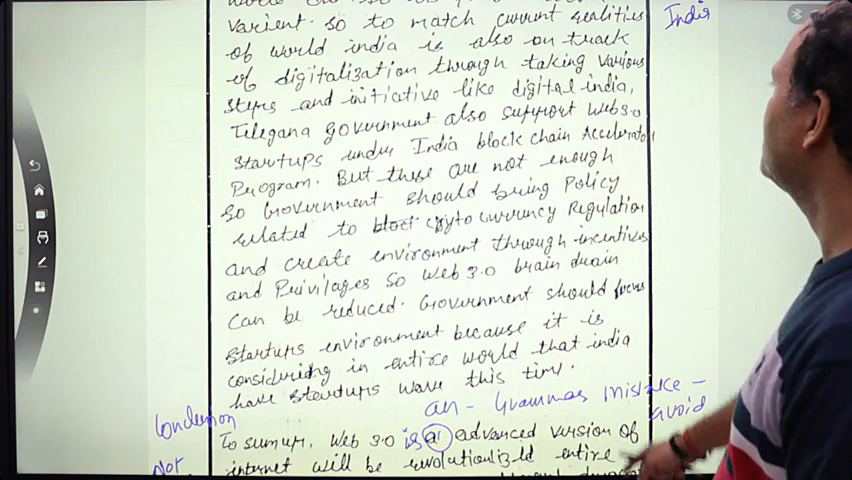 India
varient. so to match current realities
of world india is also on track
of digitalization through taking various
steps and initiative like digital india,
Telegana government also support Web 3.0
startups under India block chain Accelerator
Program. But these are not enough
so Government should bring Policy
related to crypto currency Regulation
and create environment through incentives
and Privilages so Web 3.0 brain drain
can be reduced. Government should focus
startups environment because it is
considering in entire world that india
have startups wave this time.
an - Grammar mistake -
avoid
Conclusion
To sumup, Web 3.0 is a advanced version of
Not
internet will be revolutionlized entire